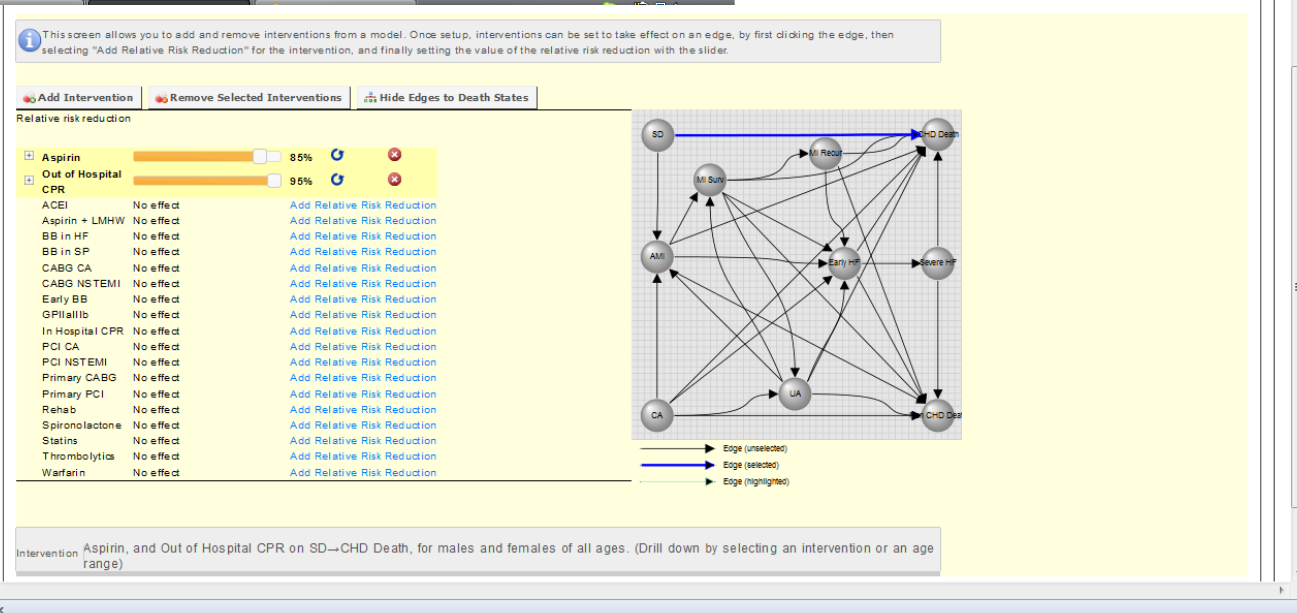 This screen allows you to add and remove interventions from a model. Once setup, interventions can be set to take effect on an edge, by first clicking the edge, then
selecting "Add Relative Risk Reduction" for the intervention, and finally setting the value of the relative risk reduction with the slider.
Add Intervention Remove Selected Interventions Hide Edges to Death States
Relative risk reduction
Aspirin 85%
Out of Hospital
CPR 95%
ACEI No effect Add Relative Risk Reduction
Aspirin + LMHW No effect Add Relative Risk Reduction
BB in HF No effect Add Relative Risk Reduction
BB in SP No effect Add Relative Risk Reduction
CABG CA No effect Add Relative Risk Reduction
CABG NSTEMI No effect Add Relative Risk Reduction
Early BB No effect Add Relative Risk Reduction
GPIIaIIIb No effect Add Relative Risk Reduction
In Hospital CPR No effect Add Relative Risk Reduction
PCI CA No effect Add Relative Risk Reduction
PCI NSTEMI No effect Add Relative Risk Reduction
Primary CABG No effect Add Relative Risk Reduction
Primary PCI No effect Add Relative Risk Reduction
Rehab No effect Add Relative Risk Reduction
Spironolactone No effect Add Relative Risk Reduction
Statins No effect Add Relative Risk Reduction
Thrombolytics No effect Add Relative Risk Reduction
Warfarin No effect Add Relative Risk Reduction
SD
CHD Death
MI Recur
MI Surv
AMI
Early HF
Severe HF
UA
CA
CHD Deat
Edge (unselected)
Edge (selected)
Edge (highlighted)
Intervention
Aspirin, and Out of Hospital CPR on SD→CHD Death, for males and females of all ages. (Drill down by selecting an intervention or an age
range)